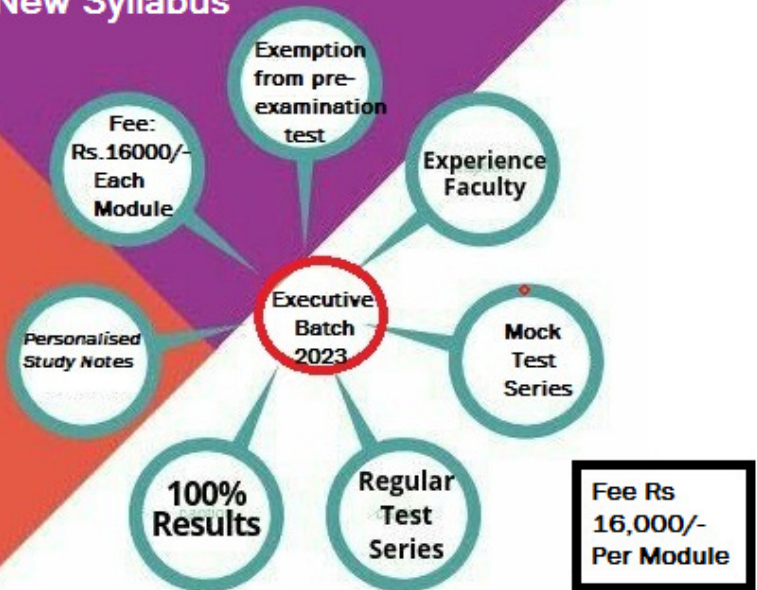 New Syllabus
Exemption
from pre-
examination
test
Fee:
Rs.16000/-
Each
Module
Experience
Faculty
Executive
Batch
2023
Personalised
Study Notes
Mock
Test
Series
100%
Results
Regular
Test
Series
Fee Rs
16,000/-
Per Module